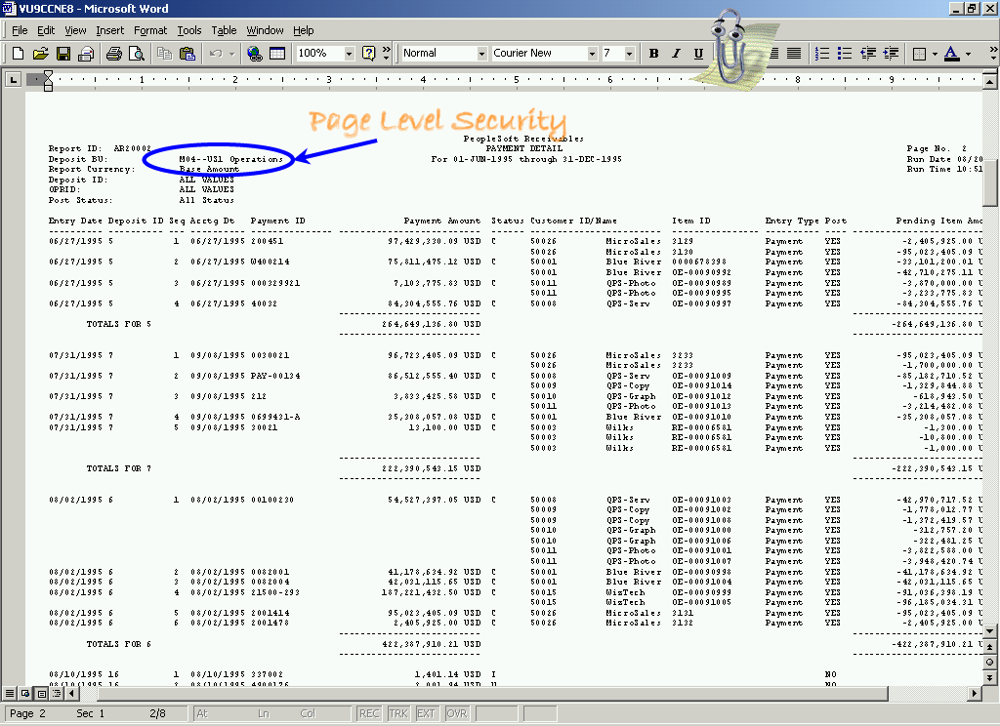 VU9CCNE8 - Microsoft Word
File Edit View Insert Format Tools Table Window Help
100% Normal Courier New 7 B I U
1 2 3 4 5 6 7 8 9
Page Level Security
PeopleSoft Receivables
Report ID: AR20002 PAYMENT DETAIL Page No. 2
Deposit BU: M04--US1 Operations For 01-JUN-1995 through 31-DEC-1995 Run Date 08/20
Report Currency: Base Amount Run Time 10:51
Deposit ID: ALL VALUES
OPRID: ALL VALUES
Post Status: All Status
Entry Date Deposit ID Seq Acctg Dt Payment ID Payment Amount Status Customer ID/Name Item ID Entry Type Post Pending Item Amo
06/27/1995 5 1 06/27/1995 200451 97,429,330.09 USD C 50026 MicroSales 3129 Payment YES -2,405,925.00 U
50026 MicroSales 3130 Payment YES -95,023,405.09 U
06/27/1995 5 2 06/27/1995 W400214 75,811,475.12 USD C 50001 Blue River 0000678398 Payment YES -33,101,200.01 U
50001 Blue River OE-00090992 Payment YES -42,710,275.11 U
06/27/1995 5 3 06/27/1995 000329921 7,103,775.83 USD C 50011 QPS-Photo OE-00090989 Payment YES -3,870,000.00 U
50011 QPS-Photo OE-00090995 Payment YES -3,233,775.83 U
06/27/1995 5 4 06/27/1995 40032 84,304,555.76 USD C 50008 QPS-Serv OE-00090997 Payment YES -84,304,555.76 U
TOTALS FOR 5 264,649,136.80 USD -264,649,136.80 U
07/31/1995 7 1 09/08/1995 0030021 96,723,405.09 USD C 50026 MicroSales 3233 Payment YES -95,023,405.09 U
50026 MicroSales 3233 Payment YES -1,700,000.00 U
07/31/1995 7 2 09/08/1995 PAY-00134 86,512,555.40 USD C 50008 QPS-Serv OE-00091009 Payment YES -85,182,710.52 U
50009 QPS-Copy OE-00091014 Payment YES -1,329,844.88 U
07/31/1995 7 3 09/08/1995 212 3,833,425.58 USD C 50010 QPS-Graph OE-00091012 Payment YES -618,943.50 U
50011 QPS-Photo OE-00091013 Payment YES -3,214,482.08 U
07/31/1995 7 4 09/08/1995 0699431-A 35,308,057.08 USD C 50001 Blue River OE-00091010 Payment YES -35,308,057.08 U
07/31/1995 7 5 09/08/1995 30021 13,100.00 USD C 50003 Wilks RE-00006581 Payment YES -1,300.00 U
50003 Wilks RE-00006581 Payment YES -10,800.00 U
50003 Wilks RE-00006581 Payment YES -1,000.00 U
TOTALS FOR 7 222,390,543.15 USD -222,390,543.15 U
08/02/1995 6 1 08/02/1995 00100230 54,527,397.05 USD C 50008 QPS-Serv OE-00091003 Payment YES -42,970,717.52 U
50009 QPS-Copy OE-00091002 Payment YES -1,778,012.77 U
50009 QPS-Copy OE-00091008 Payment YES -1,372,419.57 U
50010 QPS-Graph OE-00091000 Payment YES -312,757.20 U
50010 QPS-Graph OE-00091006 Payment YES -322,481.25 U
50011 QPS-Photo OE-00091001 Payment YES -3,822,588.00 U
50011 QPS-Photo OE-00091007 Payment YES -3,948,420.74 U
08/02/1995 6 2 08/02/1995 0082001 41,178,634.92 USD C 50001 Blue River OE-00090998 Payment YES -41,178,634.92 U
08/02/1995 6 3 08/02/1995 0082004 42,031,115.65 USD C 50001 Blue River OE-00091004 Payment YES -42,031,115.65 U
08/02/1995 6 4 08/02/1995 21500-293 187,221,432.50 USD C 50015 WizTech OE-00090999 Payment YES -91,036,398.19 U
50015 WizTech OE-00091005 Payment YES -96,185,034.31 U
08/02/1995 6 5 08/02/1995 2001414 95,023,405.09 USD C 50026 MicroSales 3131 Payment YES -95,023,405.09 U
08/02/1995 6 6 08/02/1995 2001478 2,405,925.00 USD C 50026 MicroSales 3132 Payment YES -2,405,925.00 U
TOTALS FOR 6 422,387,910.21 USD -422,387,910.21 U
08/10/1995 16 1 08/10/1995 337002 1,401.14 USD I NO
Page 2 Sec 1 2/8 At Ln Col REC TRK EXT OVR